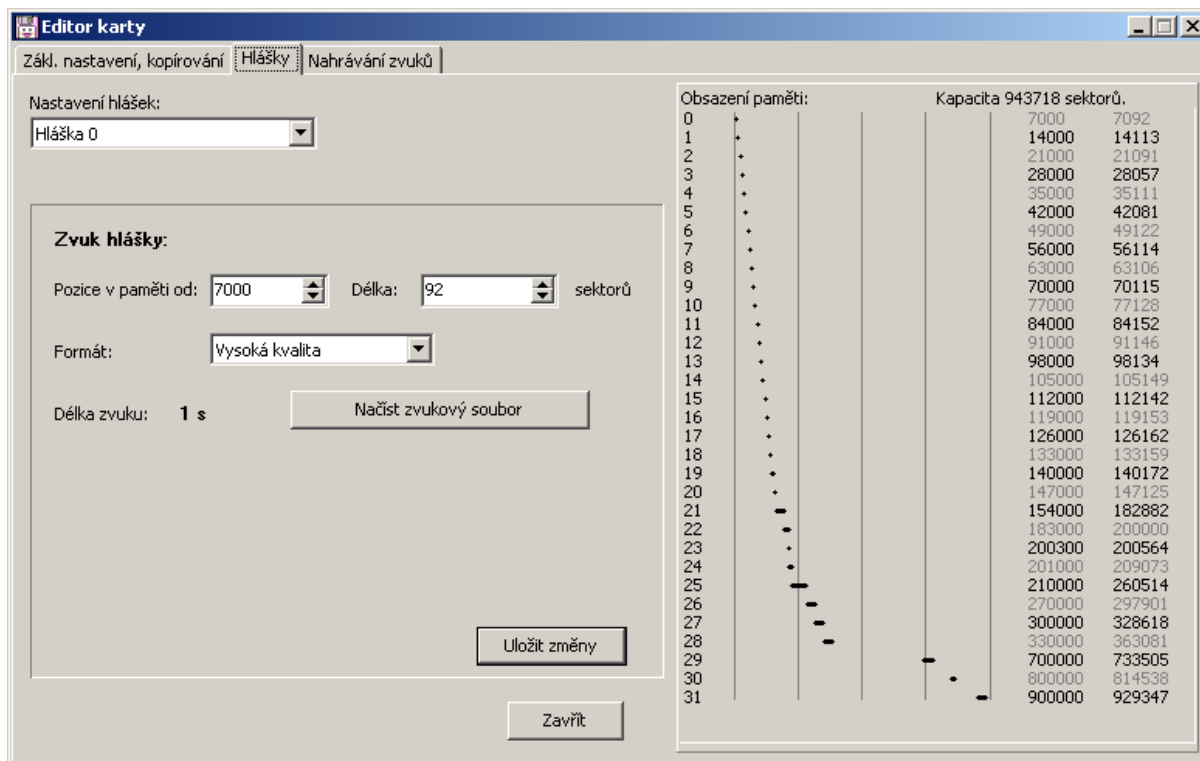 Editor karty
Zákl. nastavení, kopírování Hlášky Nahrávání zvuků
Nastavení hlášek:
Hláška 0
Zvuk hlášky:
Pozice v paměti od: 7000 Délka: 92 sektorů
Formát: Vysoká kvalita
Délka zvuku: 1 s Načíst zvukový soubor
Uložit změny
Zavřít
Obsazení paměti: Kapacita 943718 sektorů.
0 7000 7092
1 14000 14113
2 21000 21091
3 28000 28057
4 35000 35111
5 42000 42081
6 49000 49122
7 56000 56114
8 63000 63106
9 70000 70115
10 77000 77128
11 84000 84152
12 91000 91146
13 98000 98134
14 105000 105149
15 112000 112142
16 119000 119153
17 126000 126162
18 133000 133159
19 140000 140172
20 147000 147125
21 154000 182882
22 183000 200000
23 200300 200564
24 201000 209073
25 210000 260514
26 270000 297901
27 300000 328618
28 330000 363081
29 700000 733505
30 800000 814538
31 900000 929347